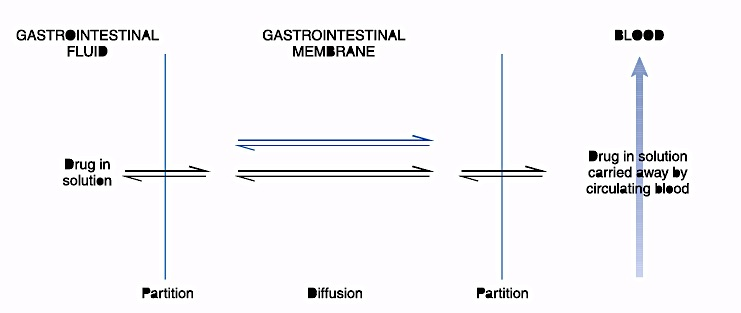 GASTROINTESTINAL
FLUID
GASTROINTESTINAL
MEMBRANE
BLOOD
Drug in
solution
Drug in solution
carried away by
circulating blood
Partition
Diffusion
Partition